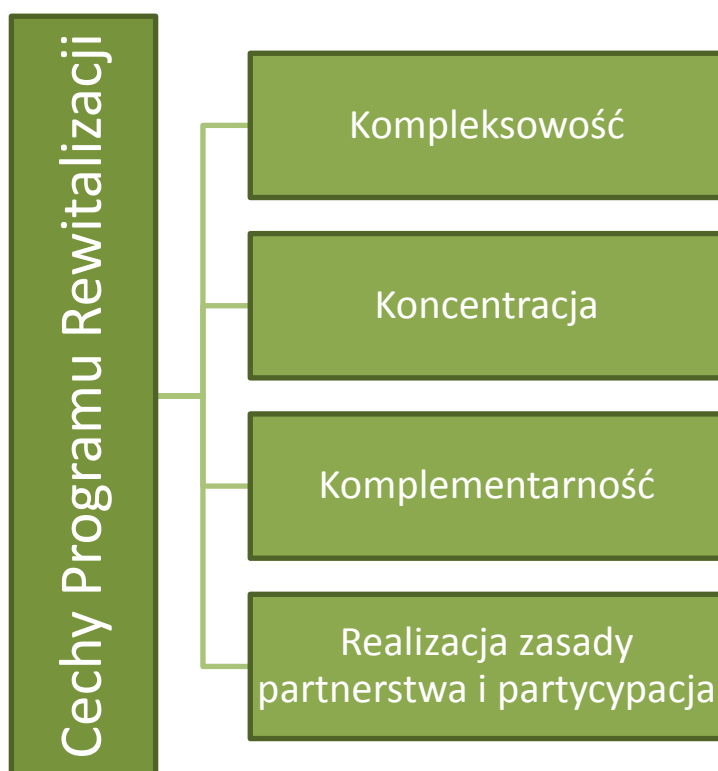 Cechy Programu Rewitalizacji
Kompleksowość
Koncentracja
Komplementarność
Realizacja zasady
partnerstwa i partycypacja